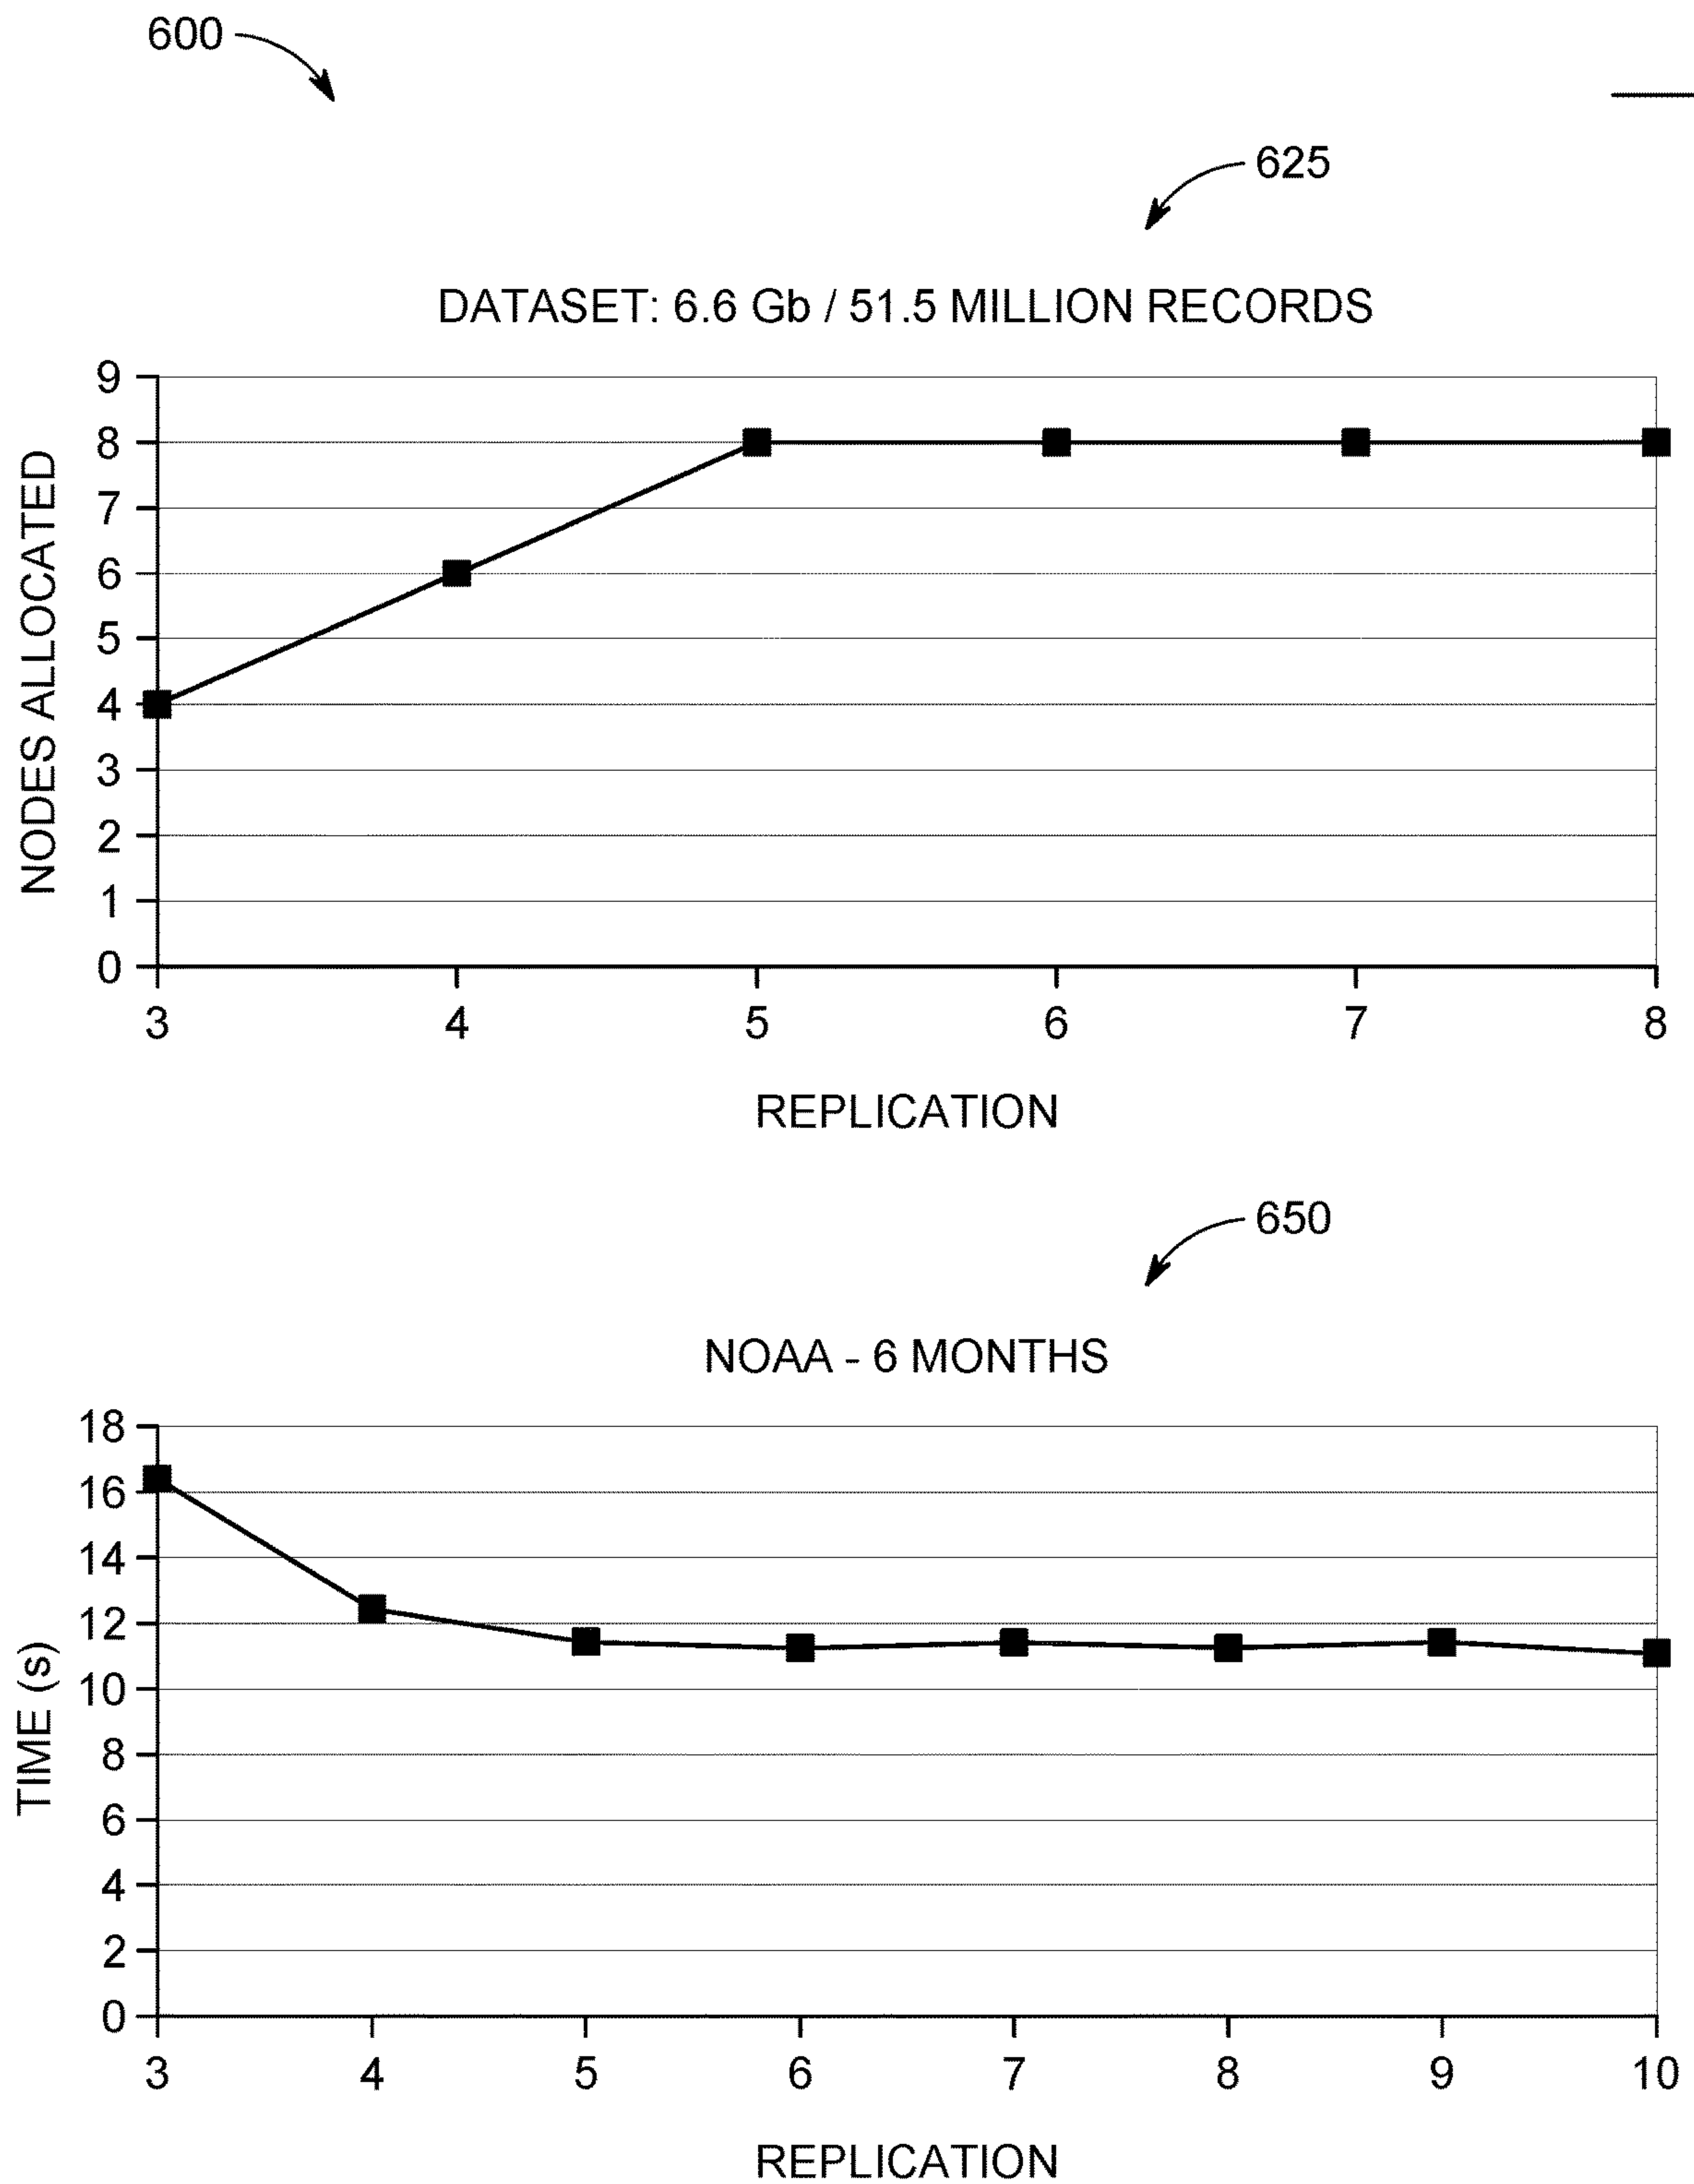 600
625
DATASET: 6.6 Gb / 51.5 MILLION RECORDS
NODES ALLOCATED
9
8
7
6
5
4
3
2
1
0
3 4 5 6 7 8
REPLICATION
650
NOAA - 6 MONTHS
TIME (s)
18
16
14
12
10
8
6
4
2
0
3 4 5 6 7 8 9 10
REPLICATION